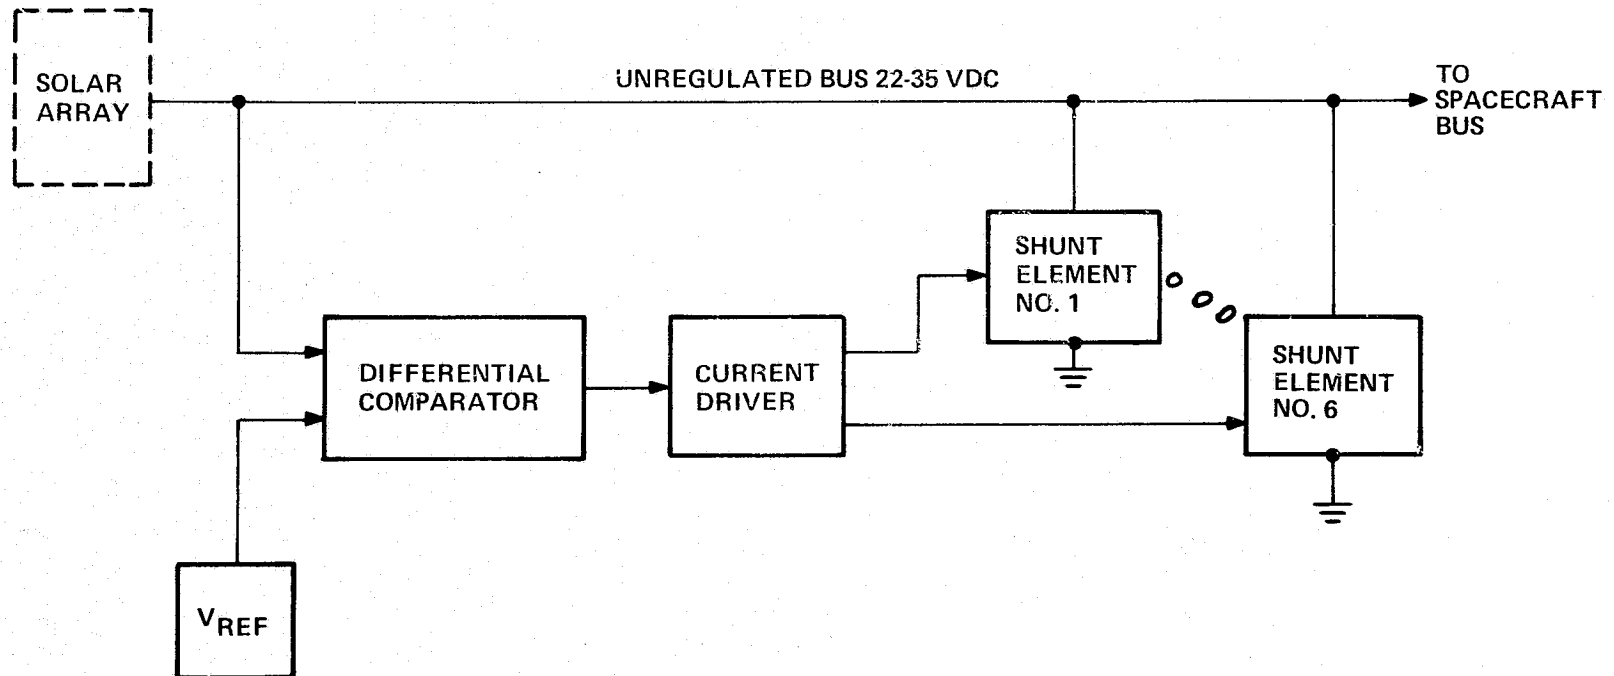 SOLAR
ARRAY
UNREGULATED BUS 22-35 VDC
TO
SPACECRAFT
BUS
SHUNT
ELEMENT
NO. 1
DIFFERENTIAL
COMPARATOR
CURRENT
DRIVER
SHUNT
ELEMENT
NO. 6
VREF